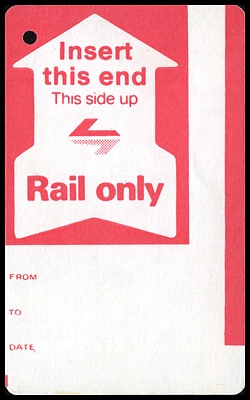 Insert
this end
This side up
Rail only
FROM
TO
DATE